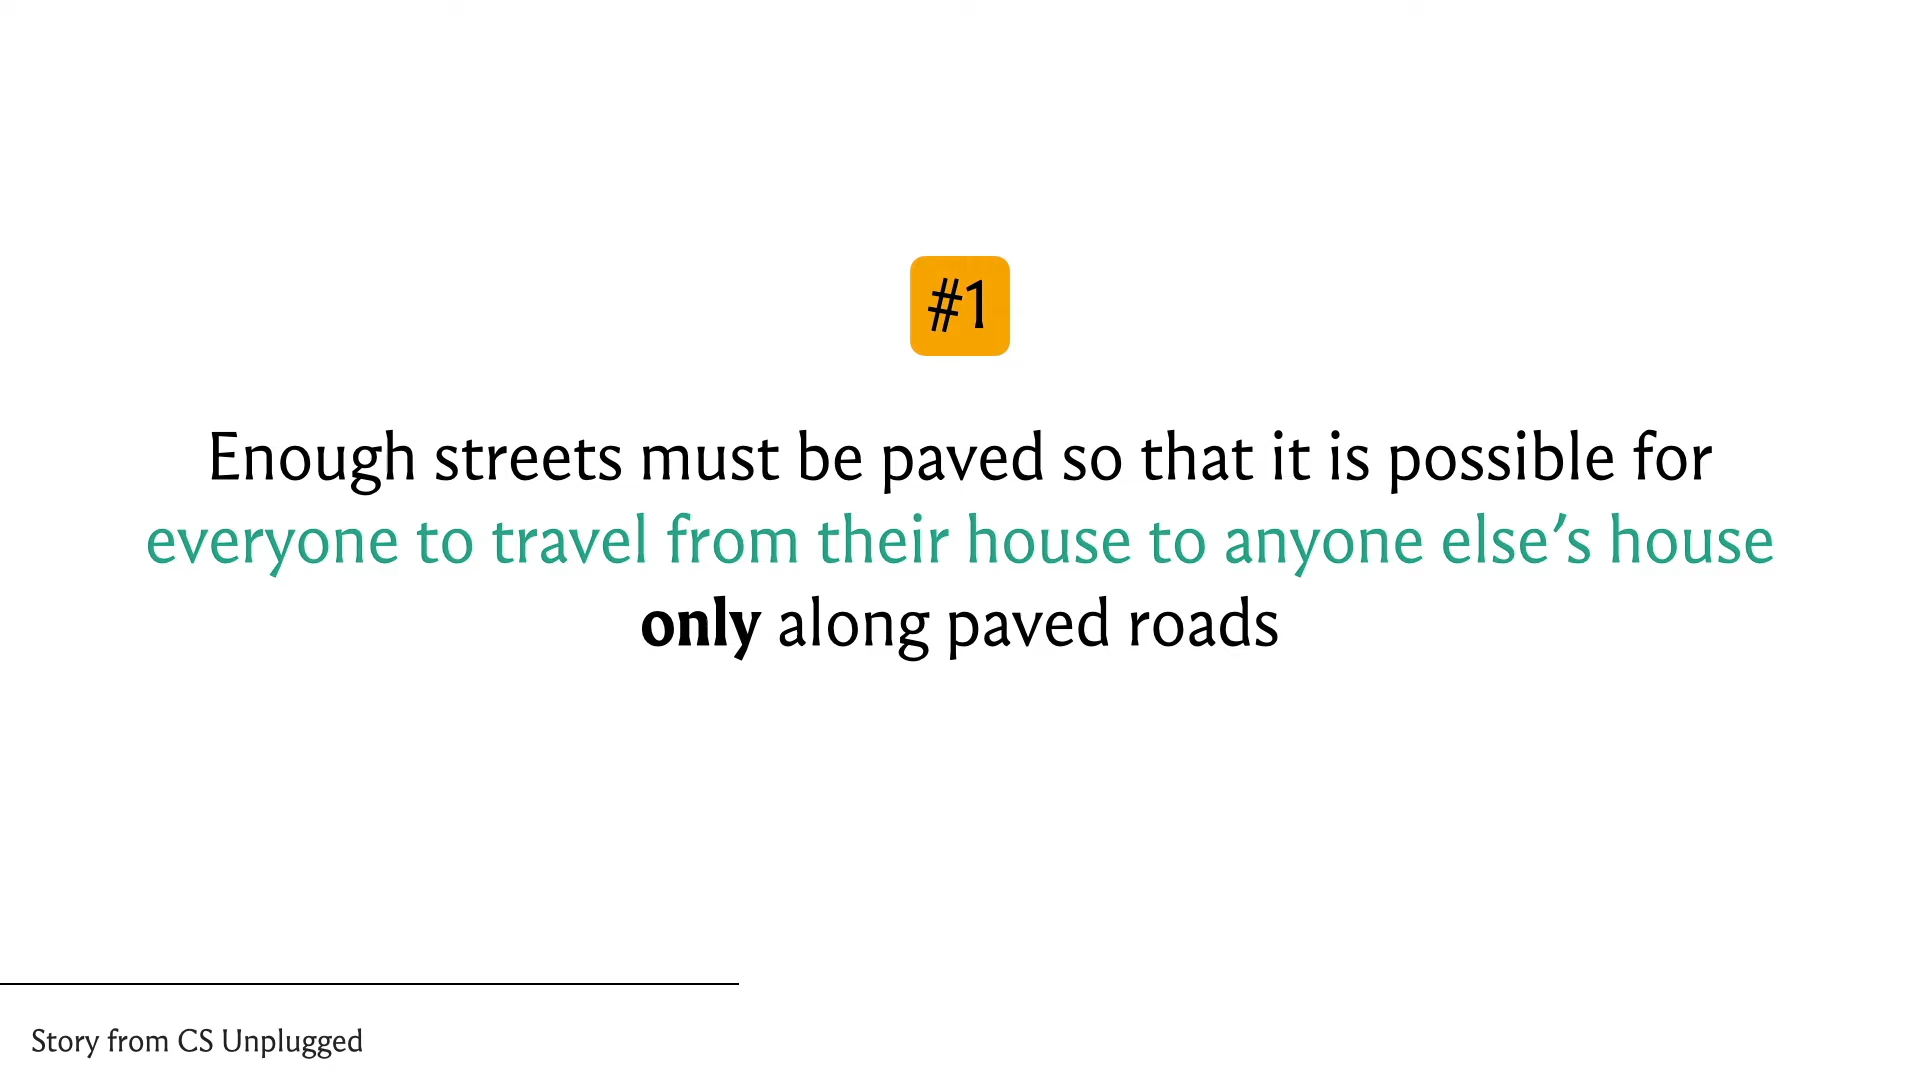 #1
Enough streets must be paved so that it is possible for
everyone to travel from their house to anyone else’s house
only along paved roads
Story from CS Unplugged